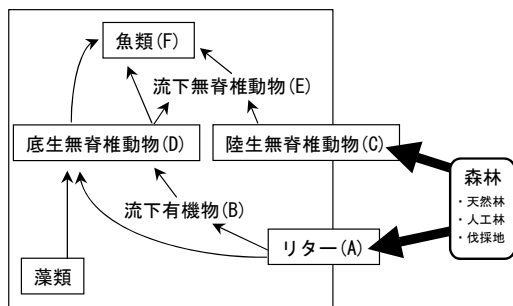 魚類(F)
流下無脊椎動物(E)
底生無脊椎動物(D)
陸生無脊椎動物(C)
森林
・天然林
・人工林
・伐採地
流下有機物(B)
リター(A)
藻類